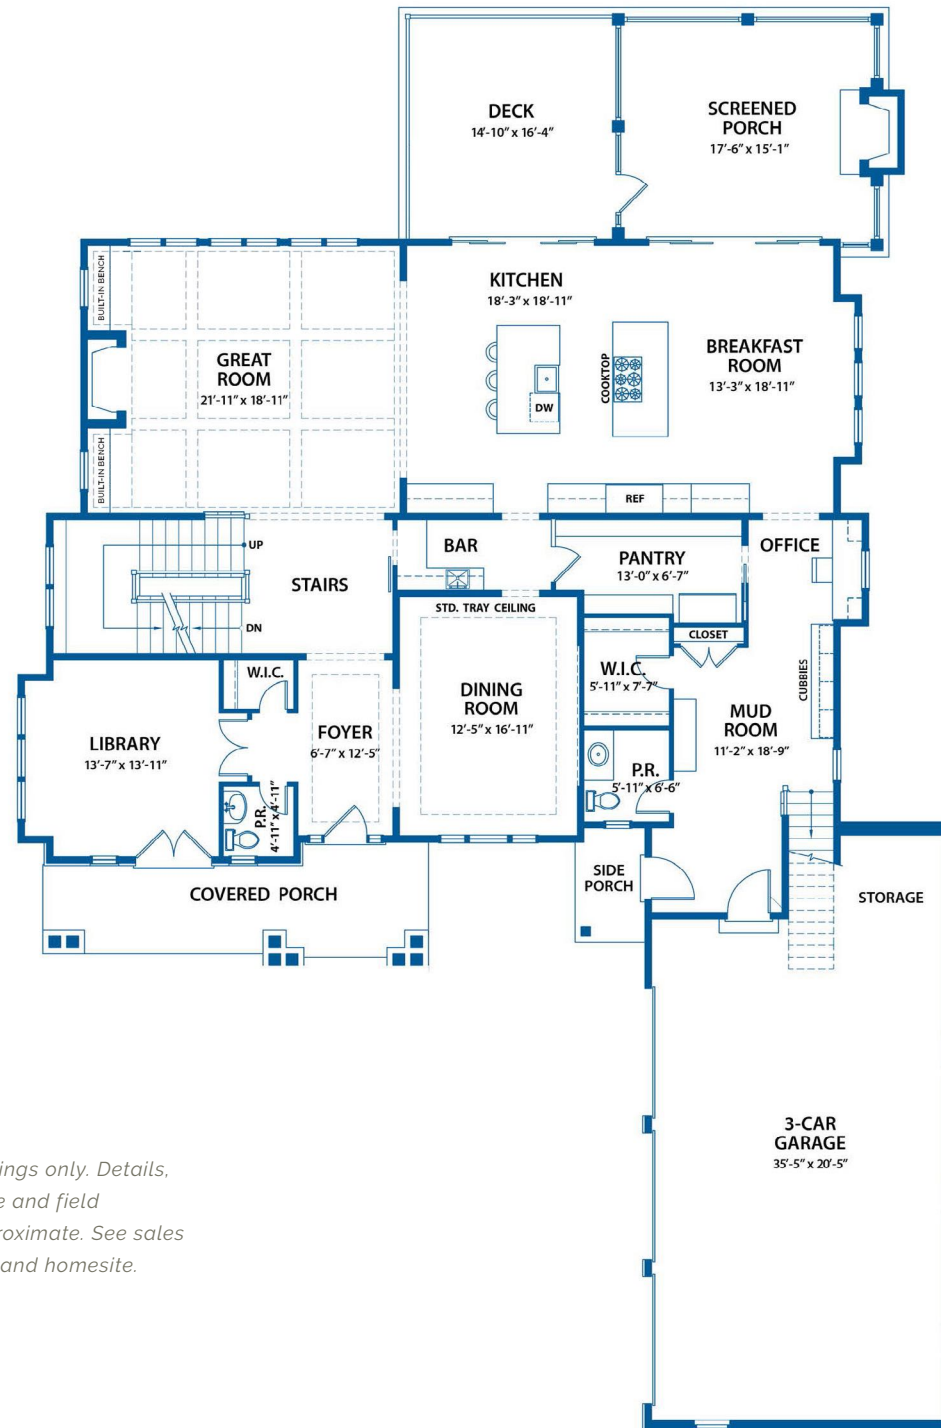 DECK
14'-10" x 16'-4"
SCREENED
PORCH
17'-6" x 15'-1"
BUILT-IN BENCH
KITCHEN
18'-3" x 18'-11"
GREAT
ROOM
21'-11" x 18'-11"
COOKTOP
BREAKFAST
ROOM
13'-3" x 18'-11"
DW
BUILT-IN BENCH
REF
UP
BAR
PANTRY
13'-0" x 6'-7"
OFFICE
STAIRS
DN
STD. TRAY CEILING
CLOSET
W.I.C.
W.I.C.
5'-11" x 7'-7"
CUBBIES
DINING
ROOM
12'-5" x 16'-11"
LIBRARY
13'-7" x 13'-11"
FOYER
6'-7" x 12'-5"
MUD
ROOM
11'-2" x 18'-9"
P.R.
5'-11" x 6'-6"
P.R.
4'-11" x 4'-11"
COVERED PORCH
SIDE
PORCH
STORAGE
3-CAR
GARAGE
35'-5" x 20'-5"
ings only. Details,
e and field
roximate. See sales
and homesite.